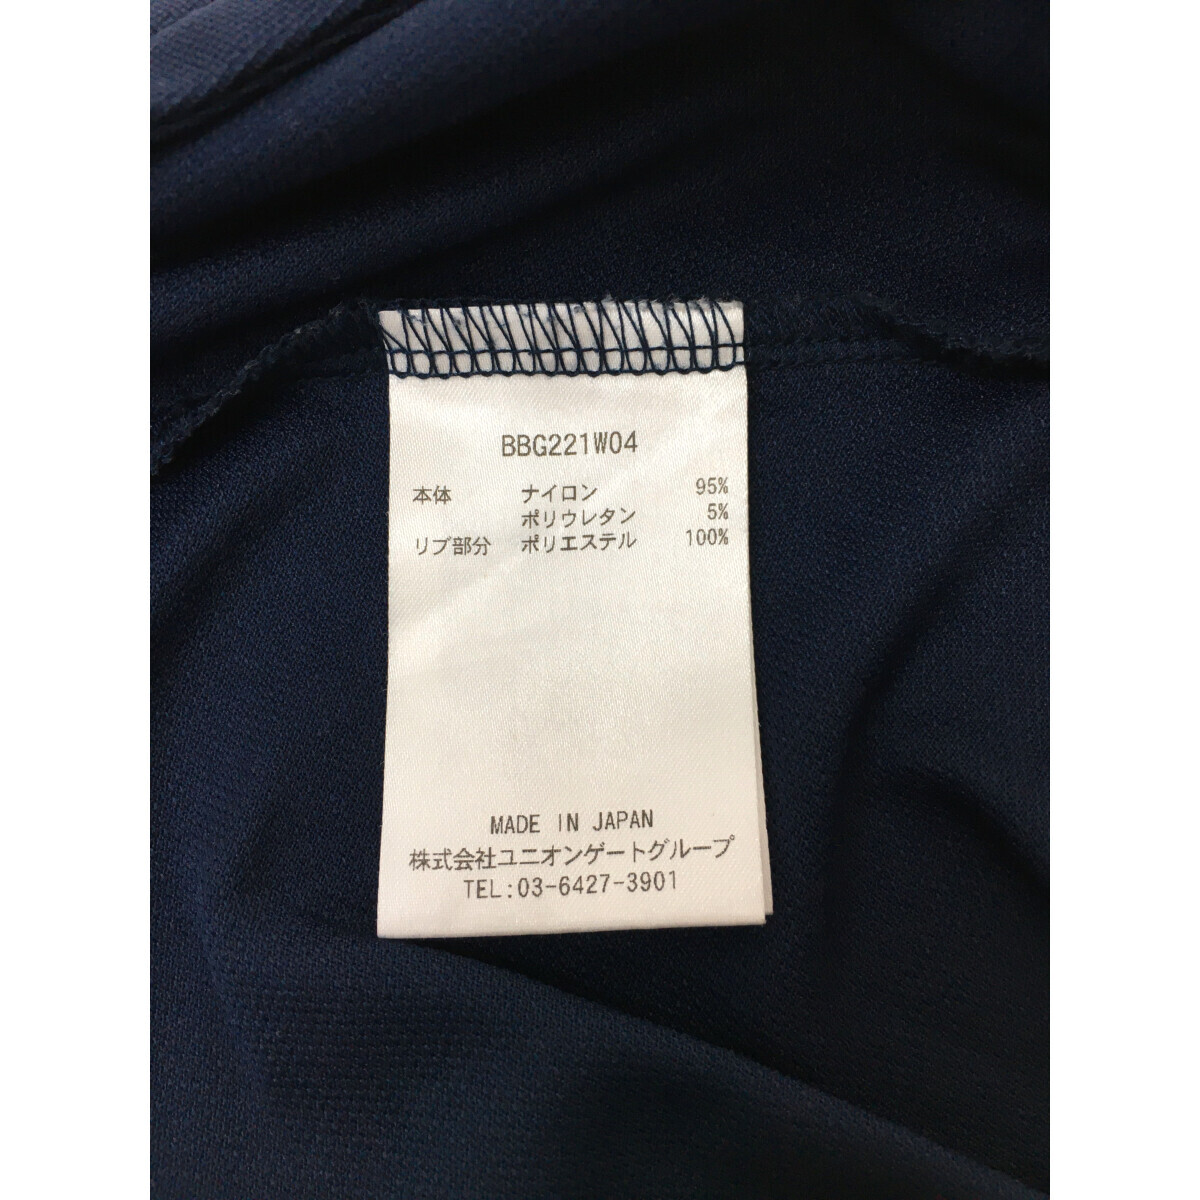 BBG221W04
本体 ナイロン 95%
ポリウレタン 5%
リブ部分 ポリエステル 100%
MADE IN JAPAN
株式会社ユニオンゲートグループ
TEL:03-6427-3901